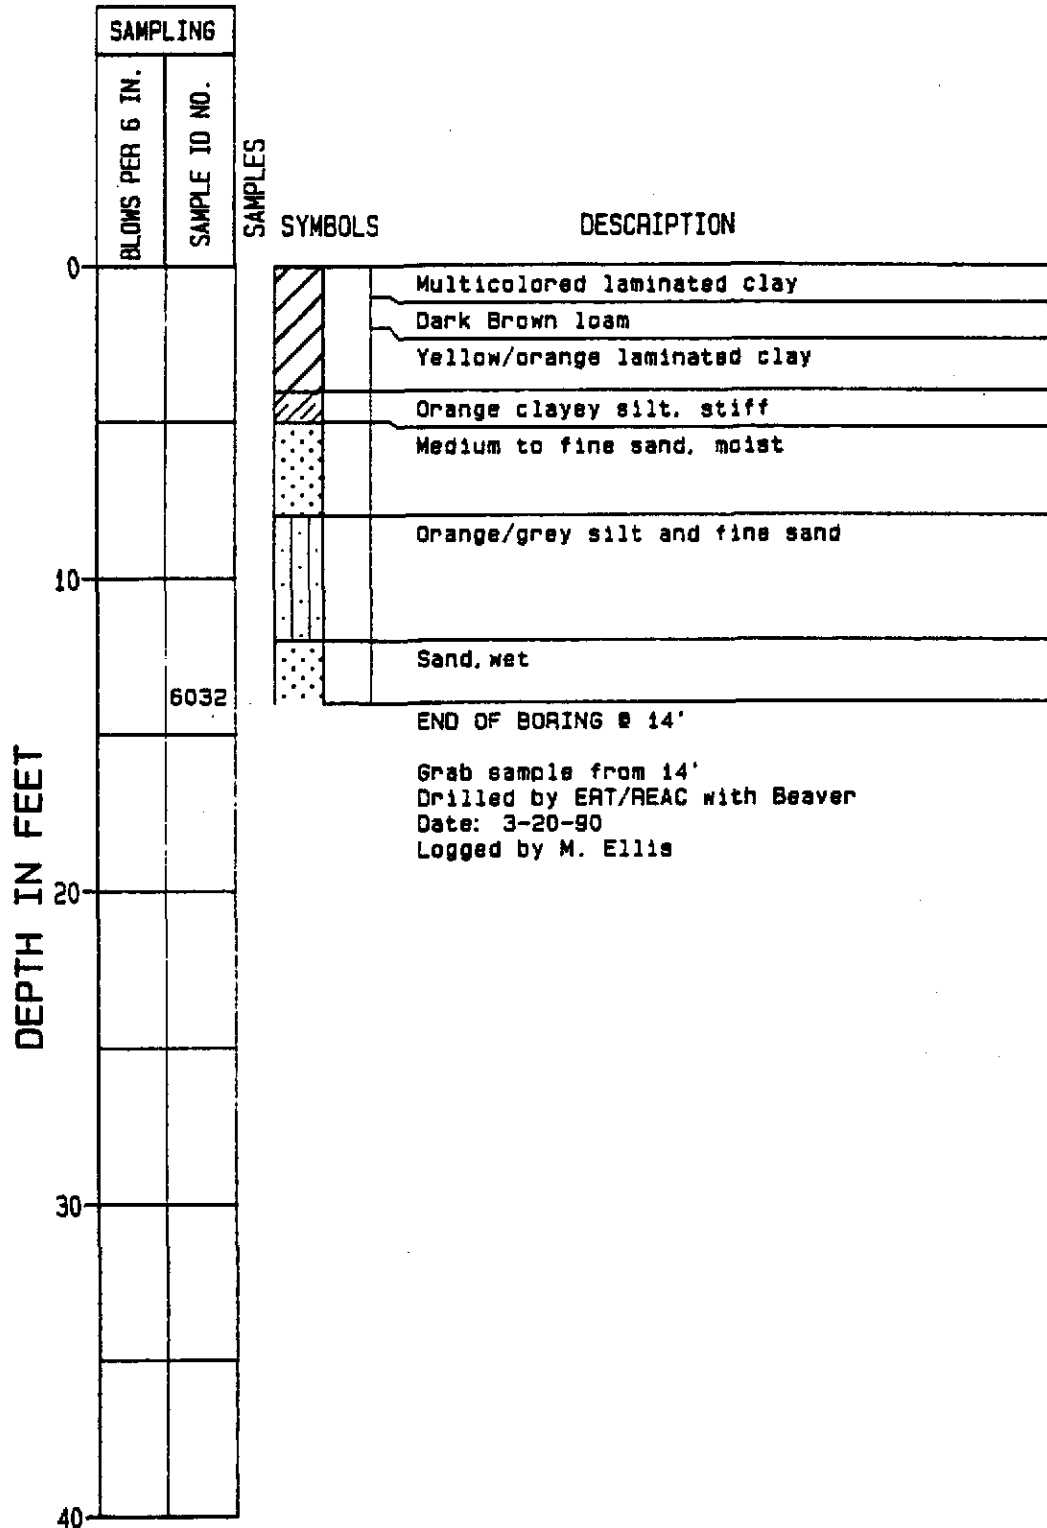 SAMPLING
BLOWS PER 6 IN.
SAMPLE ID NO.
SAMPLES
SYMBOLS
DESCRIPTION
0
Multicolored laminated clay
Dark Brown loam
Yellow/orange laminated clay
Orange clayey silt, stiff
Medium to fine sand, moist
Orange/grey silt and fine sand
10
Sand, wet
6032
END OF BORING @ 14'
Grab sample from 14'
Drilled by ERT/REAC with Beaver
Date: 3-20-90
Logged by M. Ellis
DEPTH IN FEET
20
30
40